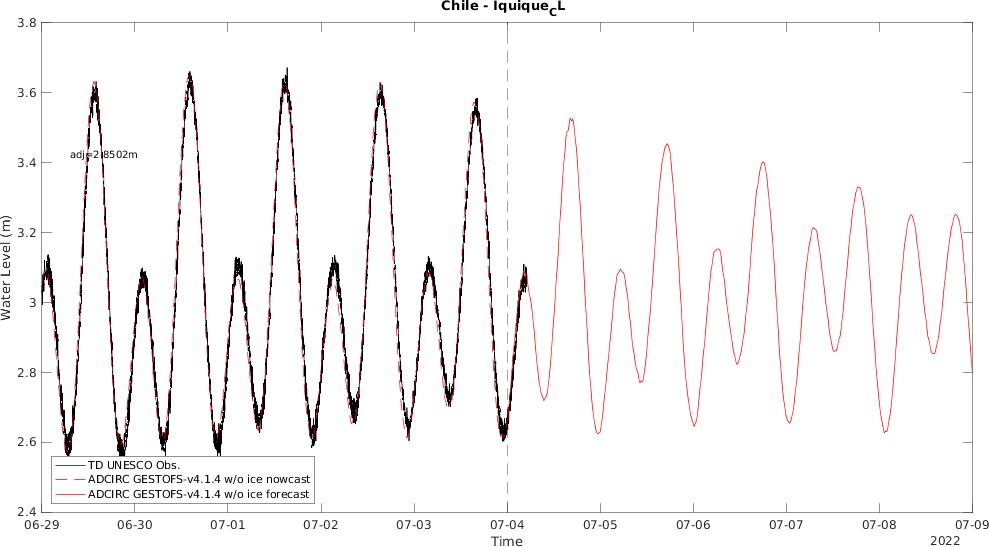 Chile - Iquique_CL
3.8
3.6
3.4
3.2
3
2.8
2.6
2.4
Water Level (m)
adj=2.8502m
TD UNESCO Obs.
ADCIRC GESTOFS-v4.1.4 w/o ice nowcast
ADCIRC GESTOFS-v4.1.4 w/o ice forecast
06-29 06-30 07-01 07-02 07-03 07-04 07-05 07-06 07-07 07-08 07-09
Time
2022